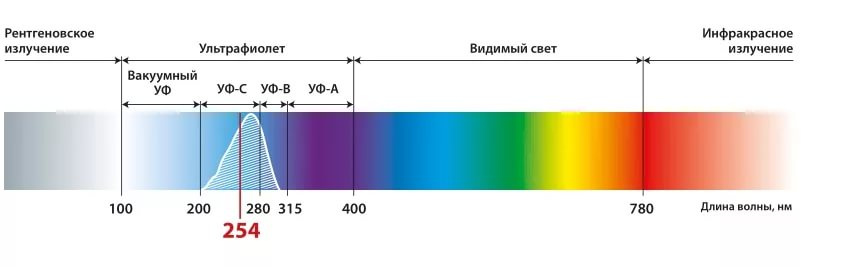 Рентгеновское
излучение
Ультрафиолет
Видимый свет
Инфракрасное
излучение
Вакуумный
УФ
УФ-С
УФ-В
УФ-А
100
200
280
315
400
780
Длина волны, нм
254